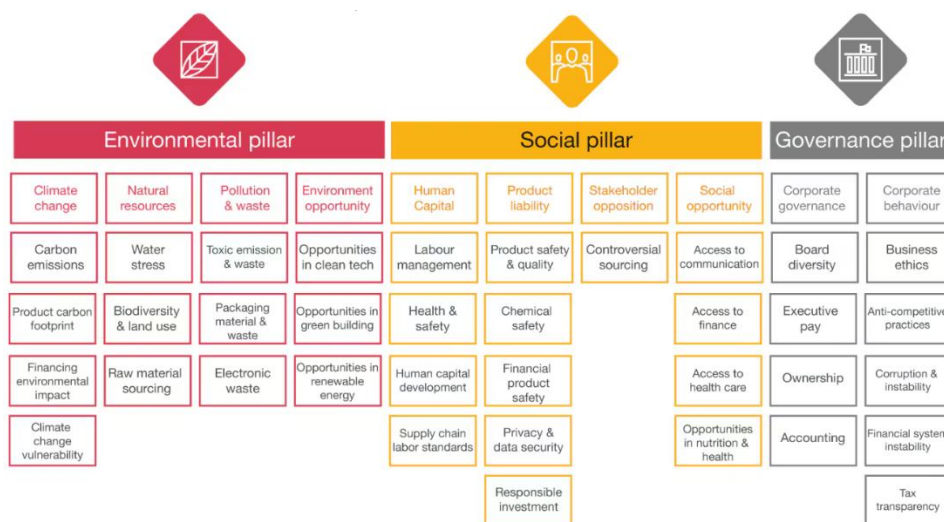 Environmental pillar
Social pillar
Governance pillar
Climate
change
Natural
resources
Pollution
& waste
Environment
opportunity
Human
Capital
Product
liability
Stakeholder
opposition
Social
opportunity
Corporate
governance
Corporate
behaviour
Carbon
emissions
Water
stress
Toxic emission
& waste
Opportunities
in clean tech
Labour
management
Product safety
& quality
Controversial
sourcing
Access to
communication
Board
diversity
Business
ethics
Product carbon
footprint
Biodiversity
& land use
Packaging
material &
waste
Opportunities in
green building
Health &
safety
Chemical
safety
Access to
finance
Executive
pay
Anti-competitive
practices
Financing
environmental
impact
Raw material
sourcing
Electronic
waste
Opportunities in
renewable
energy
Human capital
development
Financial
product
safety
Access to
health care
Ownership
Corruption &
instability
Climate
change
vulnerability
Supply chain
labor standards
Privacy &
data security
Opportunities
in nutrition &
health
Accounting
Financial system
instability
Responsible
investment
Tax
transparency